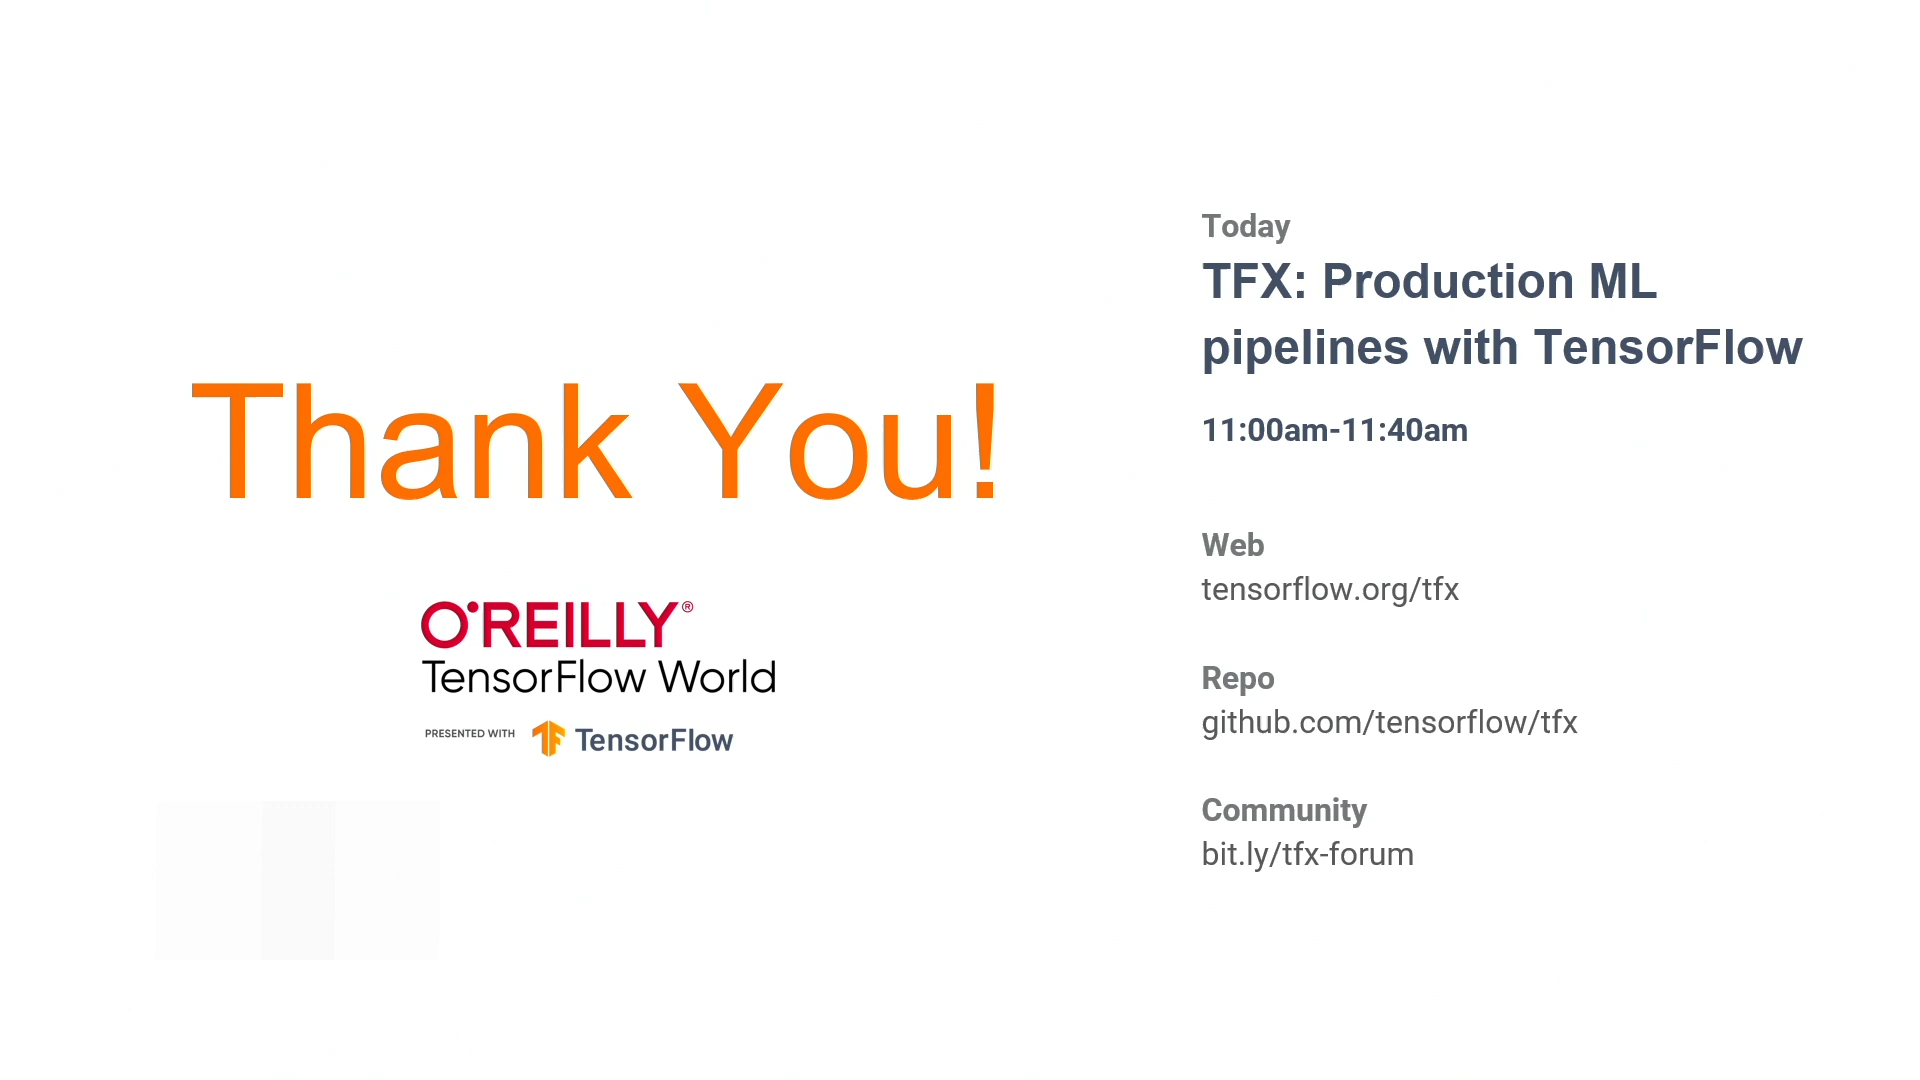 Thank You!
O'REILLY®
TensorFlow World
PRESENTED WITH TensorFlow
Today
TFX: Production ML
pipelines with TensorFlow
11:00am-11:40am
Web
tensorflow.org/tfx
Repo
github.com/tensorflow/tfx
Community
bit.ly/tfx-forum